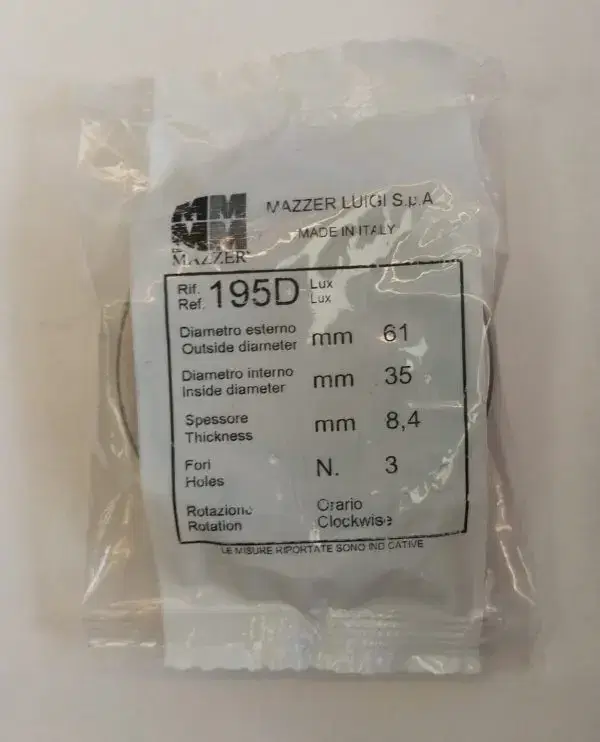 MAZZER LUIGI S.p.A
MADE IN ITALY
MAZZER
Rif. 195D Lux
Ref. Lux
Diametro esterno mm 61
Outside diameter
Diametro interno mm 35
Inside diameter
Spessore mm 8,4
Thickness
Fori N. 3
Holes
Rotazione Orario
Rotation Clockwise
LE MISURE RIPORTATE SONO INDICATIVE